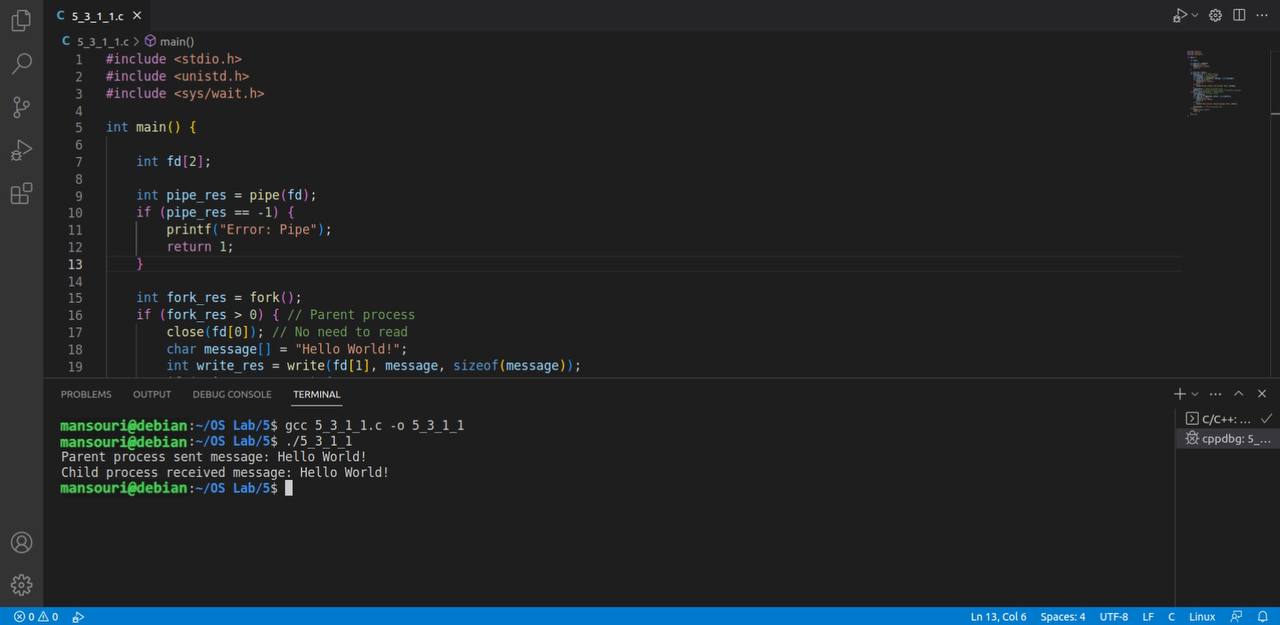 C 5_3_1_1.c ×
C 5_3_1_1.c > main()
1 #include <stdio.h>
2 #include <unistd.h>
3 #include <sys/wait.h>
4
5 int main() {
6
7     int fd[2];
8
9     int pipe_res = pipe(fd);
10     if (pipe_res == -1) {
11         printf("Error: Pipe");
12         return 1;
13     }
14
15     int fork_res = fork();
16     if (fork_res > 0) { // Parent process
17         close(fd[0]); // No need to read
18         char message[] = "Hello World!";
19         int write_res = write(fd[1], message, sizeof(message));
PROBLEMS OUTPUT DEBUG CONSOLE TERMINAL
mansouri@debian:~/OS Lab/5$ gcc 5_3_1_1.c -o 5_3_1_1
mansouri@debian:~/OS Lab/5$ ./5_3_1_1
Parent process sent message: Hello World!
Child process received message: Hello World!
mansouri@debian:~/OS Lab/5$
C/C++: ...
cppdbg: 5_...
0 0 Ln 13, Col 6 Spaces: 4 UTF-8 LF C Linux